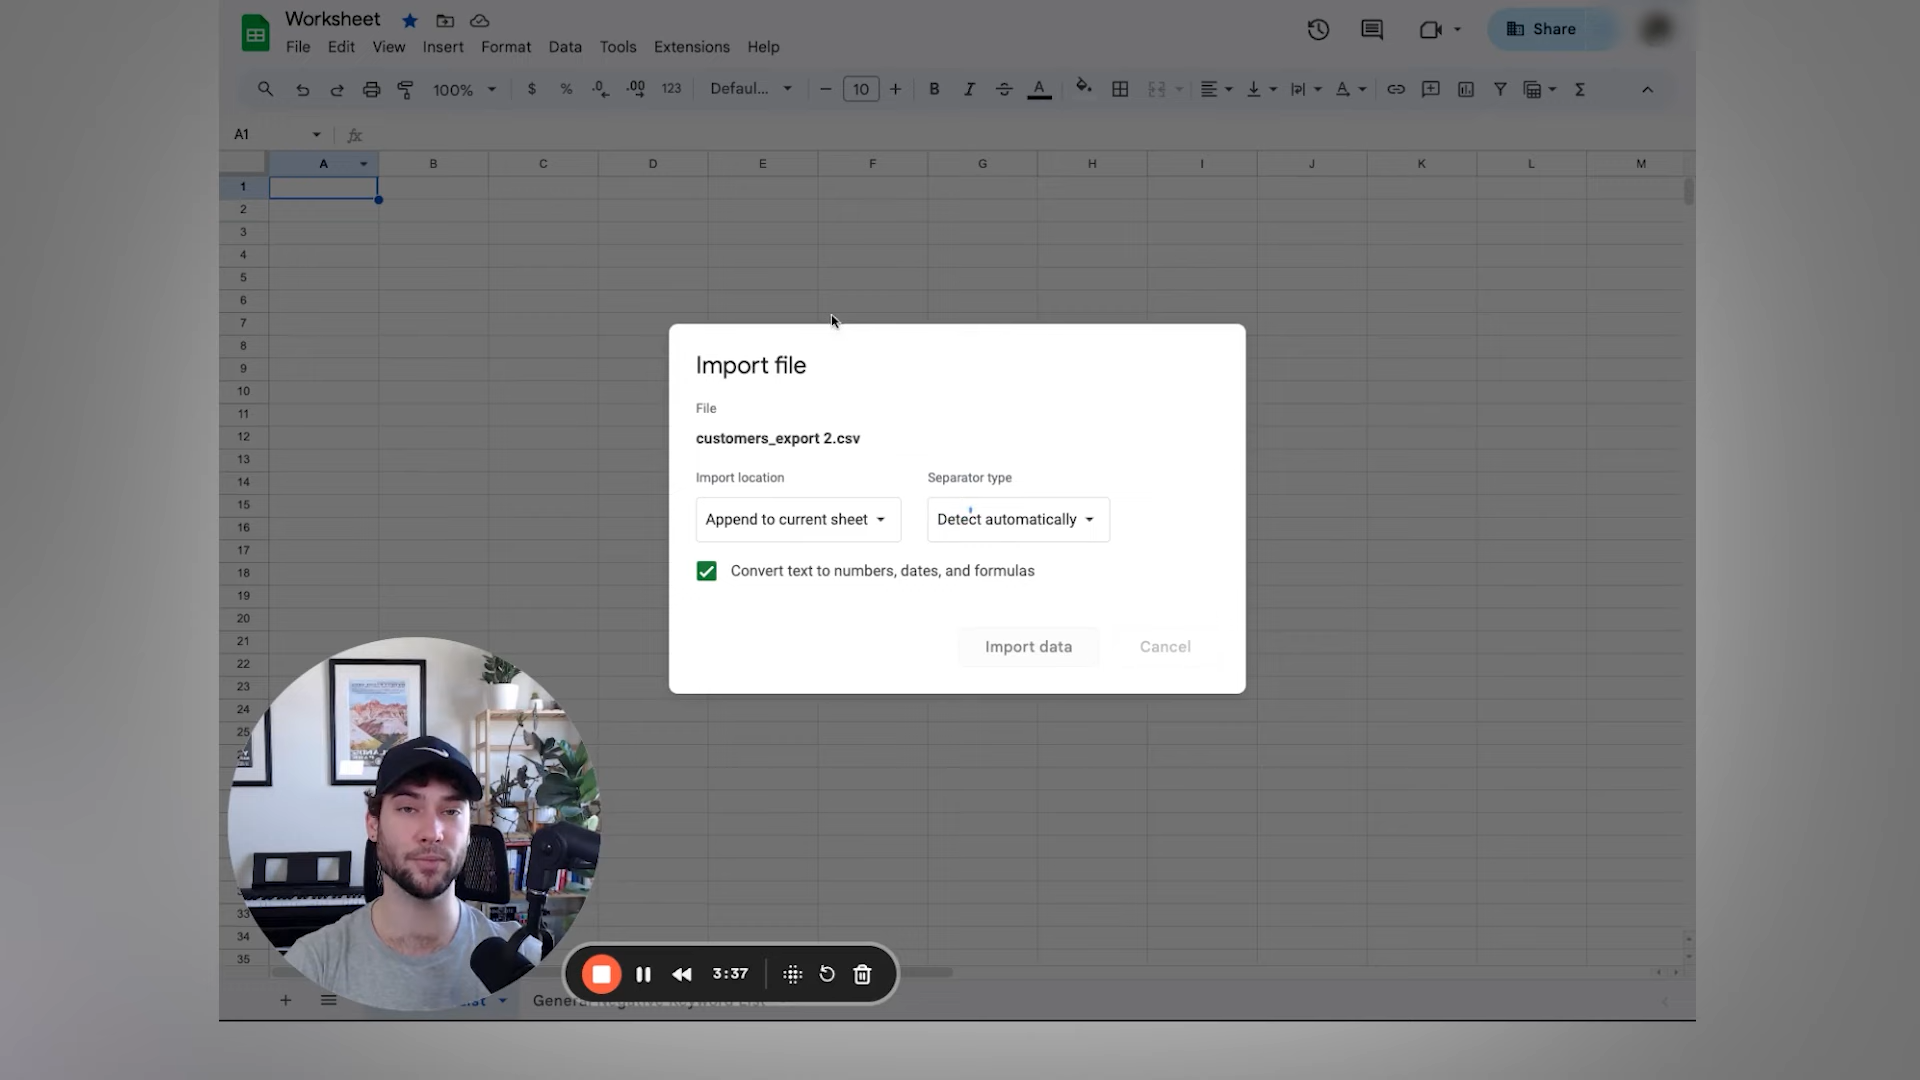 Worksheet
File Edit View Insert Format Data Tools Extensions Help
Share
100% $ % .0 .00 123 Defaul... 10 B I A Σ
A1 fx
A B C D E F G H I J K L M
1
2
3
4
5
6
7
8
9
10
11
12
13
14
15
16
17
18
19
20
21
22
23
24
25
33
34
35
Import file
File
customers_export 2.csv
Import location Separator type
Append to current sheet Detect automatically
Convert text to numbers, dates, and formulas
Import data Cancel
3:37